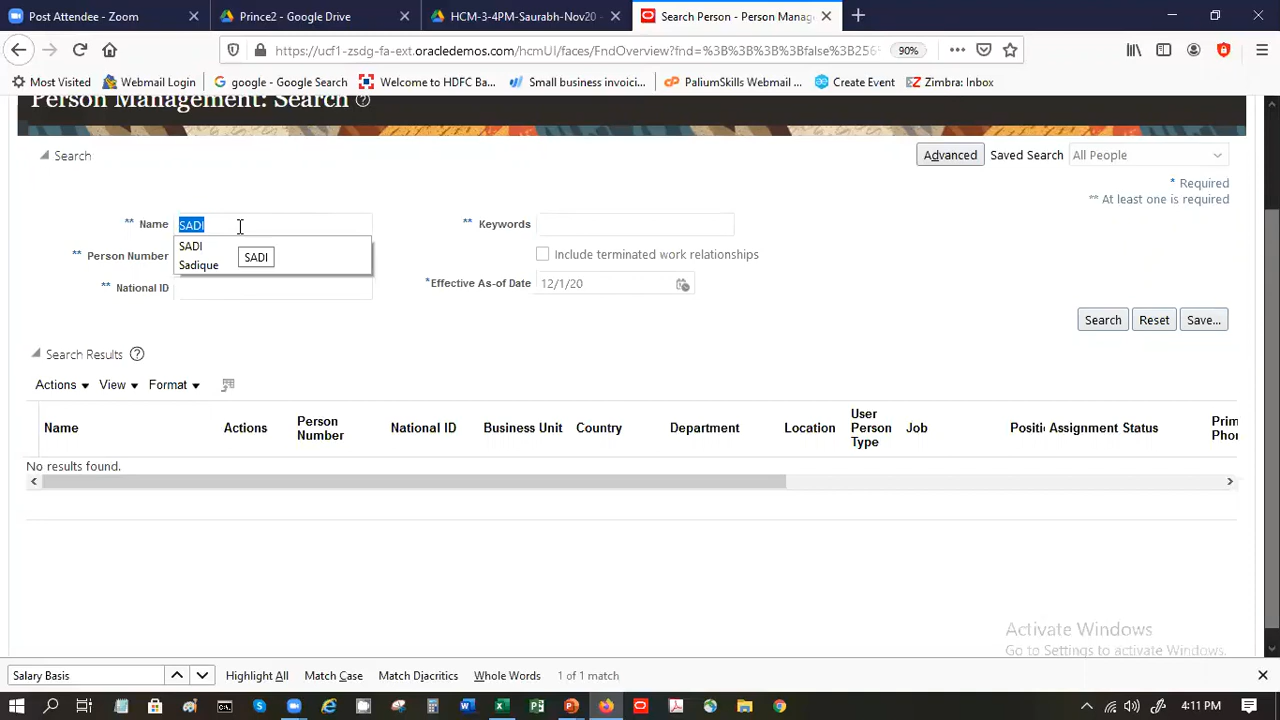 Post Attende - Zoom
Prince2 - Google Drive
HCM-3-4PM-Saurabh-Nov20 -
Search Person - Person Manag
https://ucf1-zsdg-fa-ext.oracledemos.com/hcmUI/faces/FndOverview?fnd=%3B%3B%3B%3Bfalse%3B256
90%
Most Visited
Webmail Login
google - Google Search
Welcome to HDFC Ba...
Small business invoici...
PaliumSkills Webmail ...
Create Event
Zimbra: Inbox
Person Management: Search
Search
Advanced
Saved Search
All People
* Required
** At least one is required
** Name
SADI
** Keywords
SADI
Sadique
SADI
** Person Number
Include terminated work relationships
** National ID
*Effective As-of Date
12/1/20
Search
Reset
Save...
Search Results
Actions
View
Format
Name
Actions
Person Number
National ID
Business Unit
Country
Department
Location
User Person Type
Job
Positi
Assignment Status
Prim Phor
No results found.
Activate Windows
Go to Settings to activate Windows.
Salary Basis
Highlight All
Match Case
Match Diacritics
Whole Words
1 of 1 match
4:11 PM